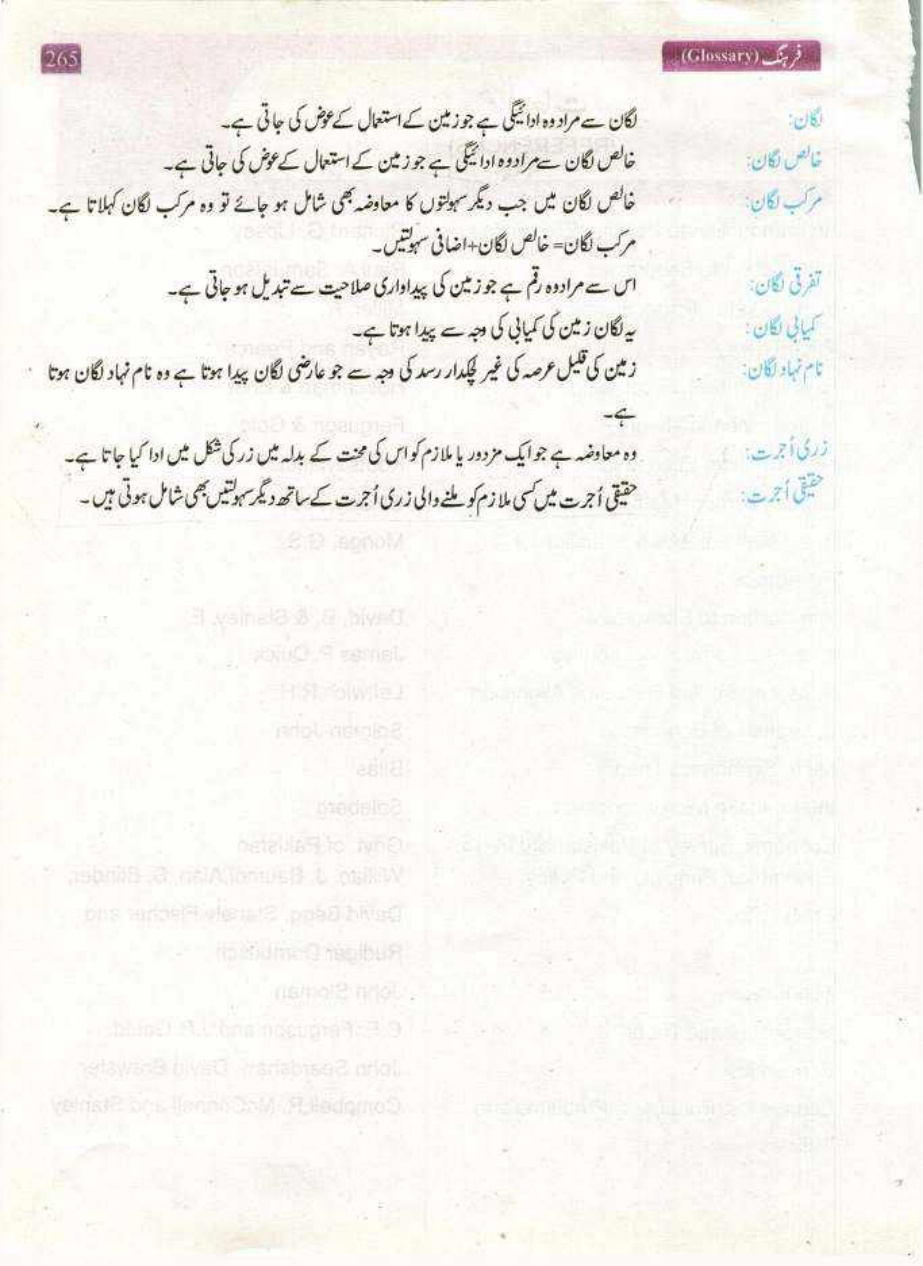 فرہنگ (Glossary) 265
لگان: لگان سے مراد وہ ادائیگی ہے جو زمین کے استعمال کے عوض کی جاتی ہے۔
خالص لگان: خالص لگان سے مراد وہ ادائیگی ہے جو زمین کے استعمال کے عوض کی جاتی ہے۔
مرکب لگان: خالص لگان میں جب دیگر سہولتوں کا معاوضہ بھی شامل ہو جائے تو وہ مرکب لگان کہلاتا ہے۔
مرکب لگان= خالص لگان+اضافی سہولتیں۔
تفرقی لگان: اس سے مراد وہ رقم ہے جو زمین کی پیداواری صلاحیت سے تبدیل ہو جاتی ہے۔
کمیابی لگان: یہ لگان زمین کی کمیابی کی وجہ سے پیدا ہوتا ہے۔
نام نہاد لگان: زمین کی قلیل عرصہ کی غیر لچکدار رسد کی وجہ سے جو عارضی لگان پیدا ہوتا ہے وہ نام نہاد لگان ہوتا
ہے۔
زری اُجرت: وہ معاوضہ ہے جو ایک مزدور یا ملازم کو اس کی محنت کے بدلہ میں زر کی شکل میں ادا کیا جاتا ہے۔
حقیقی اُجرت: حقیقی اُجرت میں کسی ملازم کو ملنے والی زری اُجرت کے ساتھ دیگر سہولتیں بھی شامل ہوتی ہیں۔